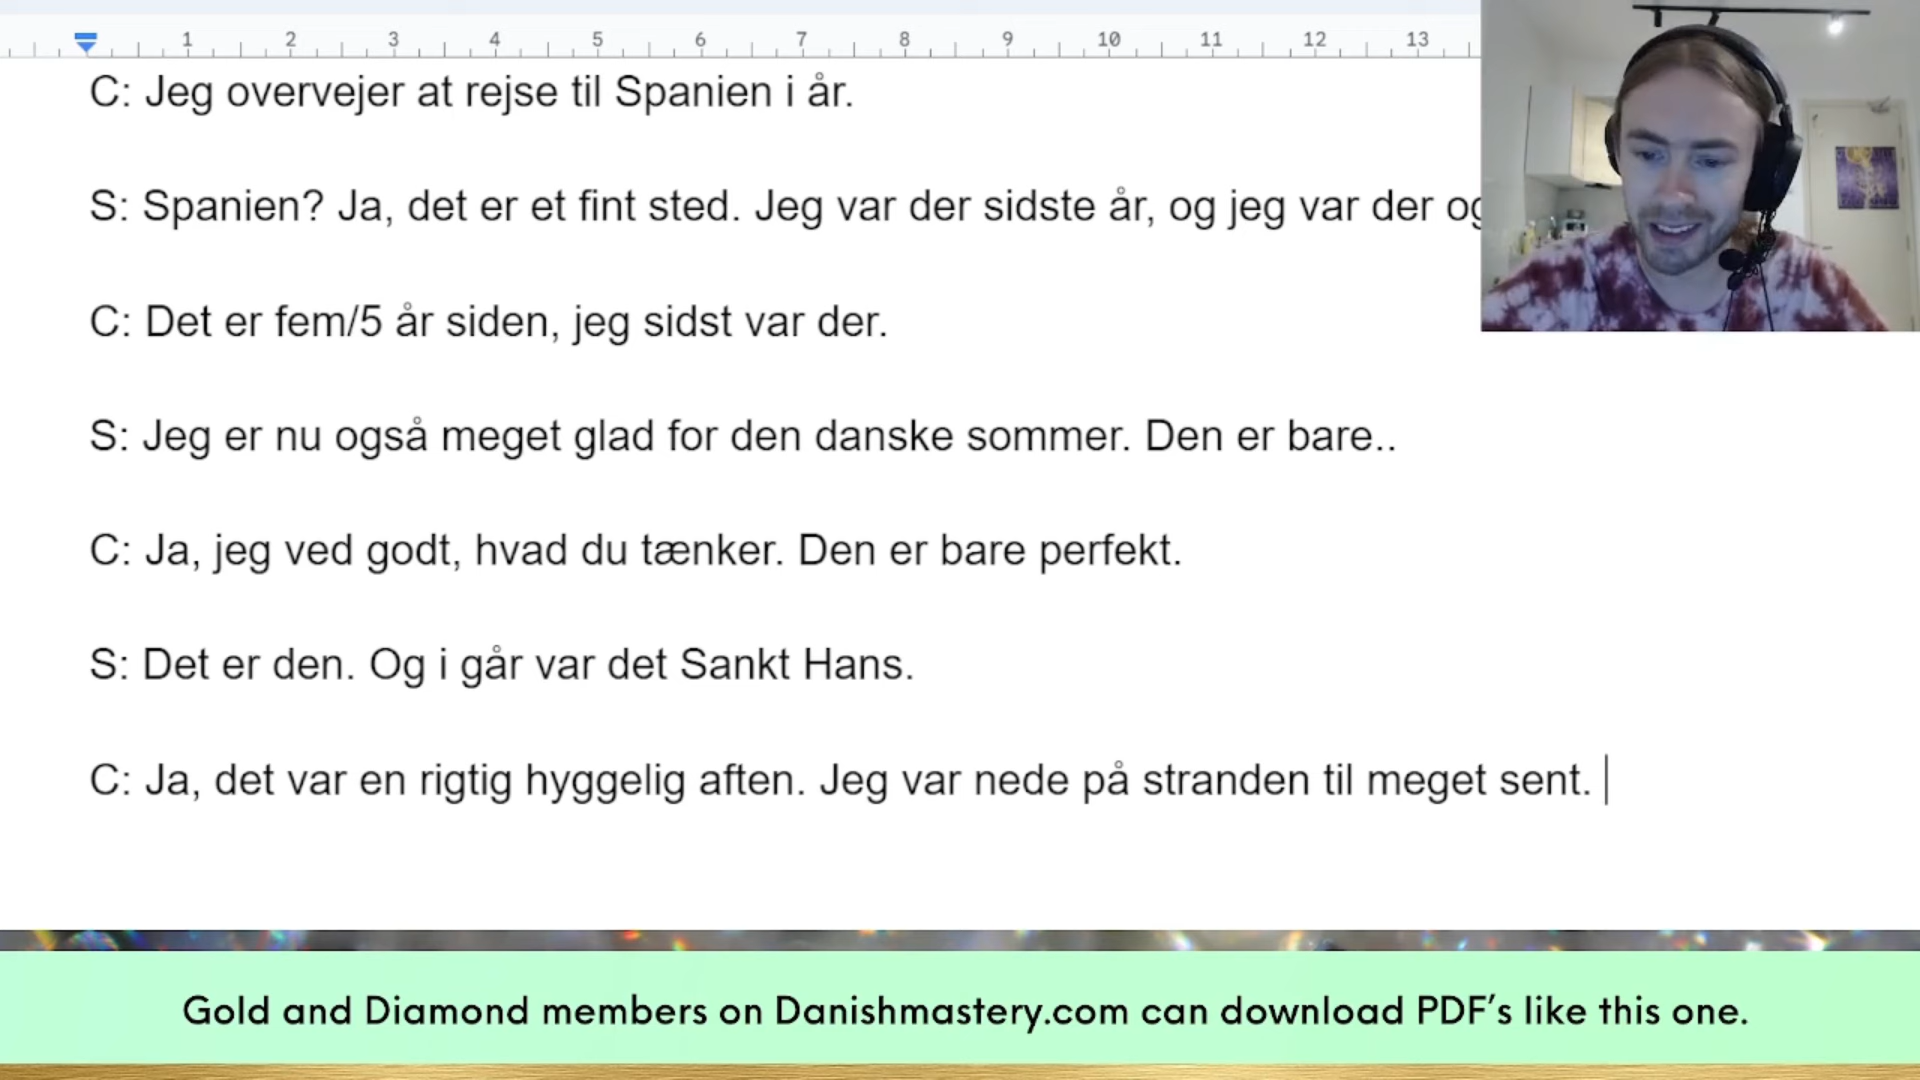 1 2 3 4 5 6 7 8 9 10 11 12 13
C: Jeg overvejer at rejse til Spanien i år.
S: Spanien? Ja, det er et fint sted. Jeg var der sidste år, og jeg var der
C: Det er fem/5 år siden, jeg sidst var der.
S: Jeg er nu også meget glad for den danske sommer. Den er bare..
C: Ja, jeg ved godt, hvad du tænker. Den er bare perfekt.
S: Det er den. Og i går var det Sankt Hans.
C: Ja, det var en rigtig hyggelig aften. Jeg var nede på stranden til meget sent.
Gold and Diamond members on Danishmastery.com can download PDF’s like this one.